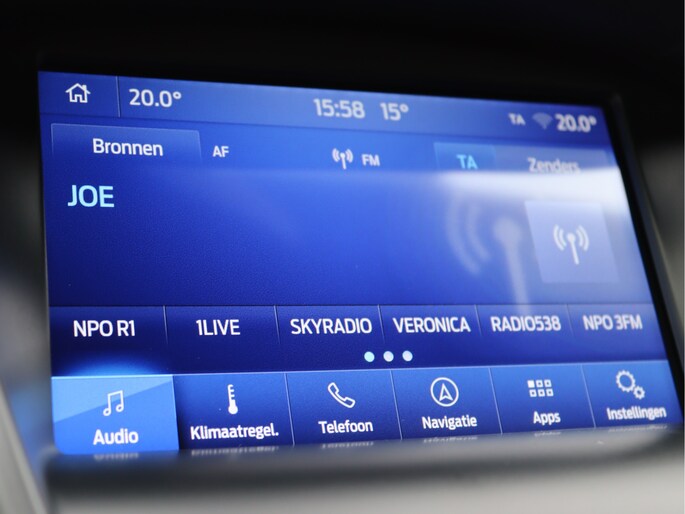 20.0° 15:58 15° TA 20.0°
Bronnen AF FM TA Zenders
JOE
NPO R1 1LIVE SKYRADIO VERONICA RADIO538 NPO 3FM
Audio Klimaatregel. Telefoon Navigatie Apps Instellingen